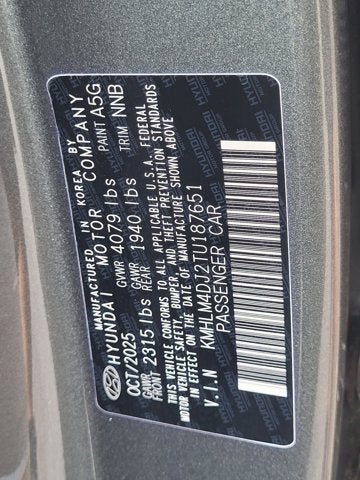 MANUFACTURED IN KOREA BY
HYUNDAI MOTOR COMPANY
OCT/2025 GVWR 4079 lbs PAINT A5G
GAWR FRONT 2315 lbs GAWR REAR 1940 lbs TRIM NNB
THIS VEHICLE CONFORMS TO ALL APPLICABLE U.S.A. FEDERAL
MOTOR VEHICLE SAFETY, BUMPER, AND THEFT PREVENTION STANDARDS
IN EFFECT ON THE DATE OF MANUFACTURE SHOWN ABOVE
V.I.N KMHLM4DJ2TU187651
PASSENGER CAR